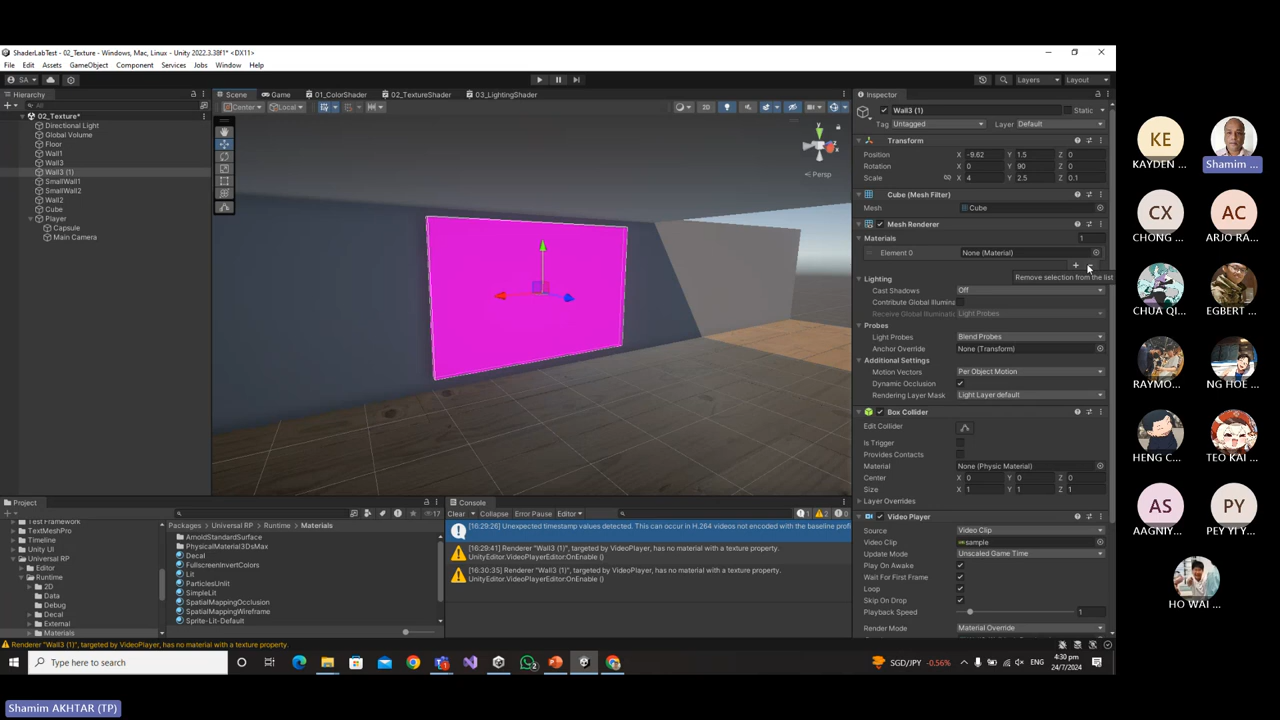 ShaderLabTest - 02_Texture - Windows, Mac, Linux - Unity 2022.3.38f1* <DX11>
File Edit Assets GameObject Component Services Jobs Window Help
SA
Layers Layout
Hierarchy
All
02_Texture*
Directional Light
Global Volume
Floor
Wall1
Wall3
Wall3 (1)
SmallWall1
SmallWall2
Wall2
Cube
Player
Capsule
Main Camera
Scene Game 01_ColorShader 02_TextureShader 03_LightingShader
Center Local 2D
y
x
Persp
Inspector
Wall3 (1) Static
Tag Untagged Layer Default
Transform
Position X -9.62 Y 1.5 Z 0
Rotation X 0 Y 90 Z 0
Scale X 4 Y 2.5 Z 0.1
Cube (Mesh Filter)
Mesh Cube
Mesh Renderer
Materials 1
Element 0 None (Material)
Remove selection from the list
Lighting
Cast Shadows Off
Contribute Global Illumina
Receive Global Illuminatio Light Probes
Probes
Light Probes Blend Probes
Anchor Override None (Transform)
Additional Settings
Motion Vectors Per Object Motion
Dynamic Occlusion
Rendering Layer Mask Light Layer default
Box Collider
Edit Collider
Is Trigger
Provides Contacts
Material None (Physic Material)
Center X 0 Y 0 Z 0
Size X 1 Y 1 Z 1
Layer Overrides
Video Player
Source Video Clip
Video Clip sample
Update Mode Unscaled Game Time
Play On Awake
Wait For First Frame
Loop
Skip On Drop
Playback Speed 1
Render Mode Material Override
Project
17
Test Framework
TextMeshPro
Timeline
Unity UI
Universal RP
Editor
Runtime
2D
Data
Debug
Decal
External
Materials
Packages > Universal RP > Runtime > Materials
ArnoldStandardSurface
PhysicalMaterial3DsMax
Decal
FullscreenInvertColors
Lit
ParticlesUnlit
SimpleLit
SpatialMappingOcclusion
SpatialMappingWireframe
Sprite-Lit-Default
Console
Clear Collapse Error Pause Editor 1 2 0
[16:29:26] Unexpected timestamp values detected. This can occur in H.264 videos not encoded with the baseline profi
[16:29:41] Renderer "Wall3 (1)", targeted by VideoPlayer, has no material with a texture property.
UnityEditor.VideoPlayerEditor:OnEnable ()
[16:30:35] Renderer "Wall3 (1)", targeted by VideoPlayer, has no material with a texture property.
UnityEditor.VideoPlayerEditor:OnEnable ()
Renderer "Wall3 (1)", targeted by VideoPlayer, has no material with a texture property.
Type here to search
SGD/JPY -0.56% ENG 4:30 pm
24/7/2024
KE
KAYDEN ...
Shamim ...
CX
CHONG ...
AC
ARJO RA...
CHUA QI...
EGBERT ...
RAYMO...
NG HOE ...
HENG C...
TEO KAI ...
AS
AAGNIY...
PY
PEY YI Y...
HO WAI ...
Shamim AKHTAR (TP)